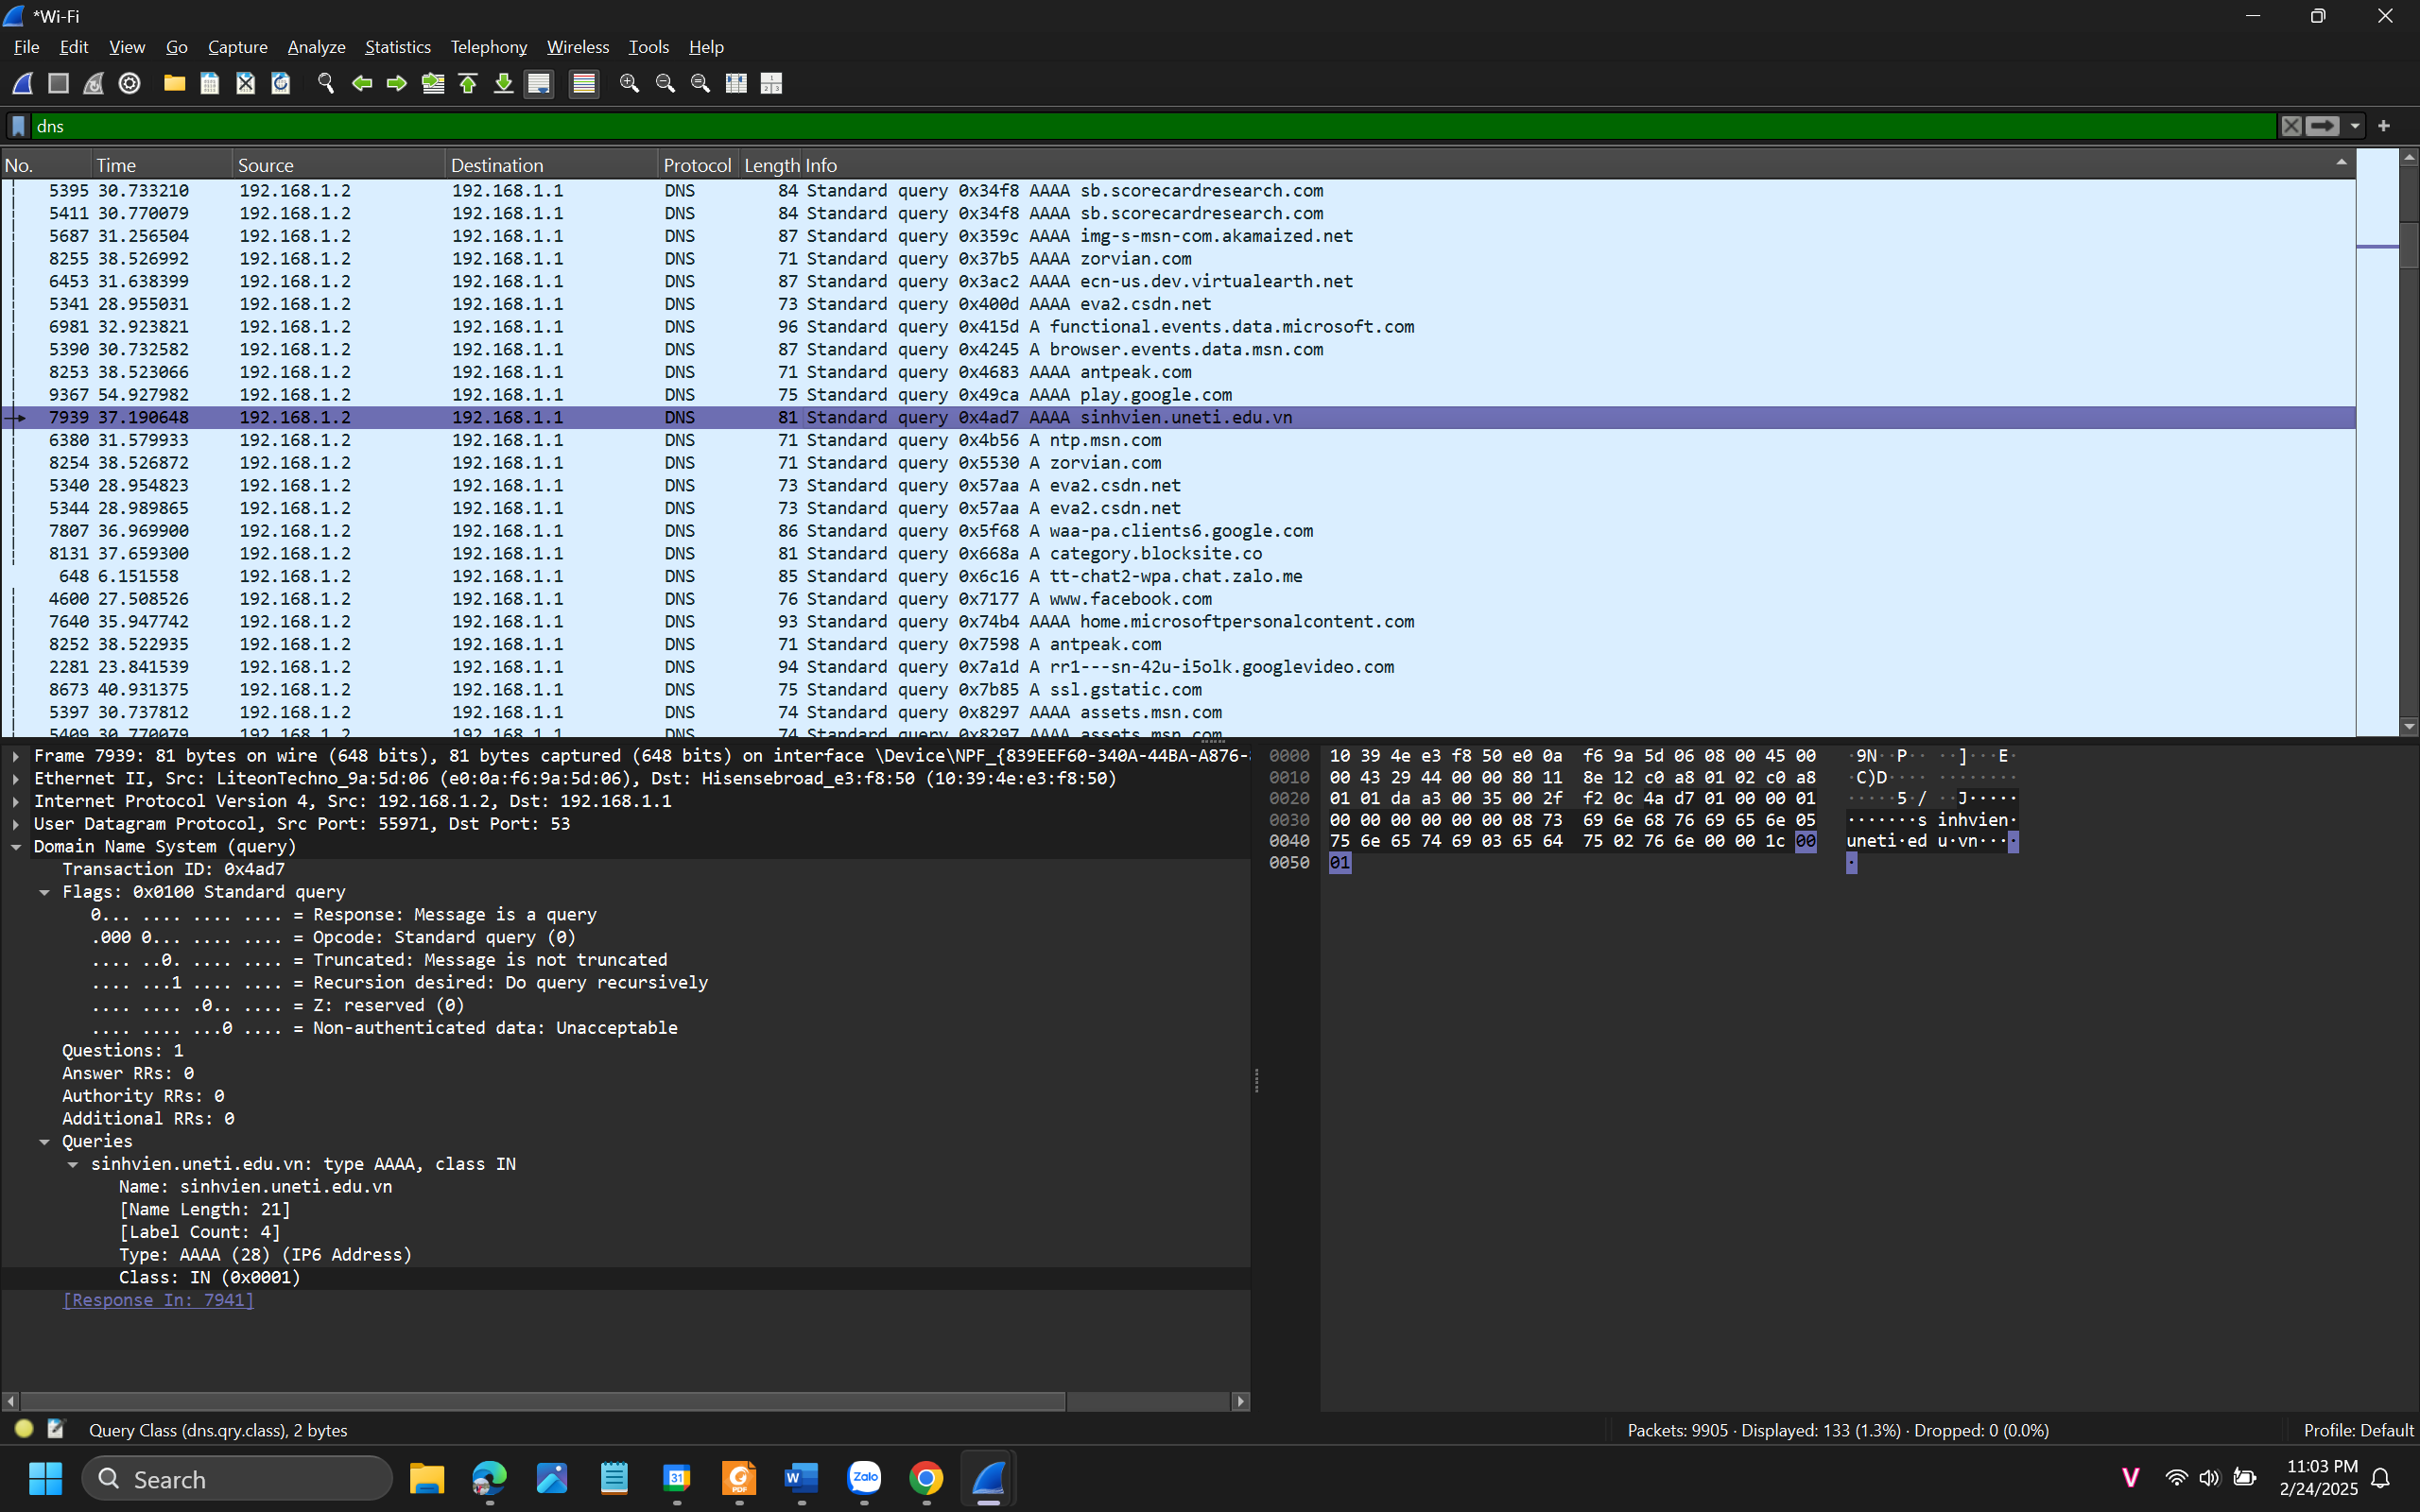 *Wi-Fi
File Edit View Go Capture Analyze Statistics Telephony Wireless Tools Help
dns
No. Time Source Destination Protocol Length Info
5395 30.733210 192.168.1.2 192.168.1.1 DNS 84 Standard query 0x34f8 AAAA sb.scorecardresearch.com
5411 30.770079 192.168.1.2 192.168.1.1 DNS 84 Standard query 0x34f8 AAAA sb.scorecardresearch.com
5687 31.256504 192.168.1.2 192.168.1.1 DNS 87 Standard query 0x359c AAAA img-s-msn-com.akamaized.net
8255 38.526992 192.168.1.2 192.168.1.1 DNS 71 Standard query 0x37b5 AAAA zorvian.com
6453 31.638399 192.168.1.2 192.168.1.1 DNS 87 Standard query 0x3ac2 AAAA ecn-us.dev.virtualearth.net
5341 28.955031 192.168.1.2 192.168.1.1 DNS 73 Standard query 0x400d AAAA eva2.csdn.net
6981 32.923821 192.168.1.2 192.168.1.1 DNS 96 Standard query 0x415d A functional.events.data.microsoft.com
5390 30.732582 192.168.1.2 192.168.1.1 DNS 87 Standard query 0x4245 A browser.events.data.msn.com
8253 38.523066 192.168.1.2 192.168.1.1 DNS 71 Standard query 0x4683 AAAA antpeak.com
9367 54.927982 192.168.1.2 192.168.1.1 DNS 75 Standard query 0x49ca AAAA play.google.com
7939 37.190648 192.168.1.2 192.168.1.1 DNS 81 Standard query 0x4ad7 AAAA sinhvien.uneti.edu.vn
6380 31.579933 192.168.1.2 192.168.1.1 DNS 71 Standard query 0x4b56 A ntp.msn.com
8254 38.526872 192.168.1.2 192.168.1.1 DNS 71 Standard query 0x5530 A zorvian.com
5340 28.954823 192.168.1.2 192.168.1.1 DNS 73 Standard query 0x57aa A eva2.csdn.net
5344 28.989865 192.168.1.2 192.168.1.1 DNS 73 Standard query 0x57aa A eva2.csdn.net
7807 36.969900 192.168.1.2 192.168.1.1 DNS 86 Standard query 0x5f68 A waa-pa.clients6.google.com
8131 37.659300 192.168.1.2 192.168.1.1 DNS 81 Standard query 0x668a A category.blocksite.co
648 6.151558 192.168.1.2 192.168.1.1 DNS 85 Standard query 0x6c16 A tt-chat2-wpa.chat.zalo.me
4600 27.508526 192.168.1.2 192.168.1.1 DNS 76 Standard query 0x7177 A www.facebook.com
7640 35.947742 192.168.1.2 192.168.1.1 DNS 93 Standard query 0x74b4 AAAA home.microsoftpersonalcontent.com
8252 38.522935 192.168.1.2 192.168.1.1 DNS 71 Standard query 0x7598 A antpeak.com
2281 23.841539 192.168.1.2 192.168.1.1 DNS 94 Standard query 0x7a1d A rr1---sn-42u-i5olk.googlevideo.com
8673 40.931375 192.168.1.2 192.168.1.1 DNS 75 Standard query 0x7b85 A ssl.gstatic.com
5397 30.737812 192.168.1.2 192.168.1.1 DNS 74 Standard query 0x8297 AAAA assets.msn.com
5409 30.770079 192.168.1.2 192.168.1.1 DNS 74 Standard query 0x8297 AAAA assets.msn.com
Frame 7939: 81 bytes on wire (648 bits), 81 bytes captured (648 bits) on interface \Device\NPF_{839EEF60-340A-44BA-A876-
Ethernet II, Src: LiteonTechno_9a:5d:06 (e0:0a:f6:9a:5d:06), Dst: Hisensebroad_e3:f8:50 (10:39:4e:e3:f8:50)
Internet Protocol Version 4, Src: 192.168.1.2, Dst: 192.168.1.1
User Datagram Protocol, Src Port: 55971, Dst Port: 53
Domain Name System (query)
Transaction ID: 0x4ad7
Flags: 0x0100 Standard query
0... .... .... .... = Response: Message is a query
.000 0... .... .... = Opcode: Standard query (0)
.... ..0. .... .... = Truncated: Message is not truncated
.... ...1 .... .... = Recursion desired: Do query recursively
.... .... .0.. .... = Z: reserved (0)
.... .... ...0 .... = Non-authenticated data: Unacceptable
Questions: 1
Answer RRs: 0
Authority RRs: 0
Additional RRs: 0
Queries
sinhvien.uneti.edu.vn: type AAAA, class IN
Name: sinhvien.uneti.edu.vn
[Name Length: 21]
[Label Count: 4]
Type: AAAA (28) (IP6 Address)
Class: IN (0x0001)
[Response In: 7941]
0000 10 39 4e e3 f8 50 e0 0a f6 9a 5d 06 08 00 45 00 ·9N··P·· ··]···E·
0010 00 43 29 44 00 00 80 11 8e 12 c0 a8 01 02 c0 a8 ·C)D···· ········
0020 01 01 da a3 00 35 00 2f f2 0c 4a d7 01 00 00 01 ·····5·/ ··J·····
0030 00 00 00 00 00 00 08 73 69 6e 68 76 69 65 6e 05 ·······s inhvien·
0040 75 6e 65 74 69 03 65 64 75 02 76 6e 00 00 1c 00 uneti·ed u·vn····
0050 01 ·
Query Class (dns.qry.class), 2 bytes
Packets: 9905 · Displayed: 133 (1.3%) · Dropped: 0 (0.0%)
Profile: Default
Search
31
PDF
W
Zalo
V
11:03 PM
2/24/2025